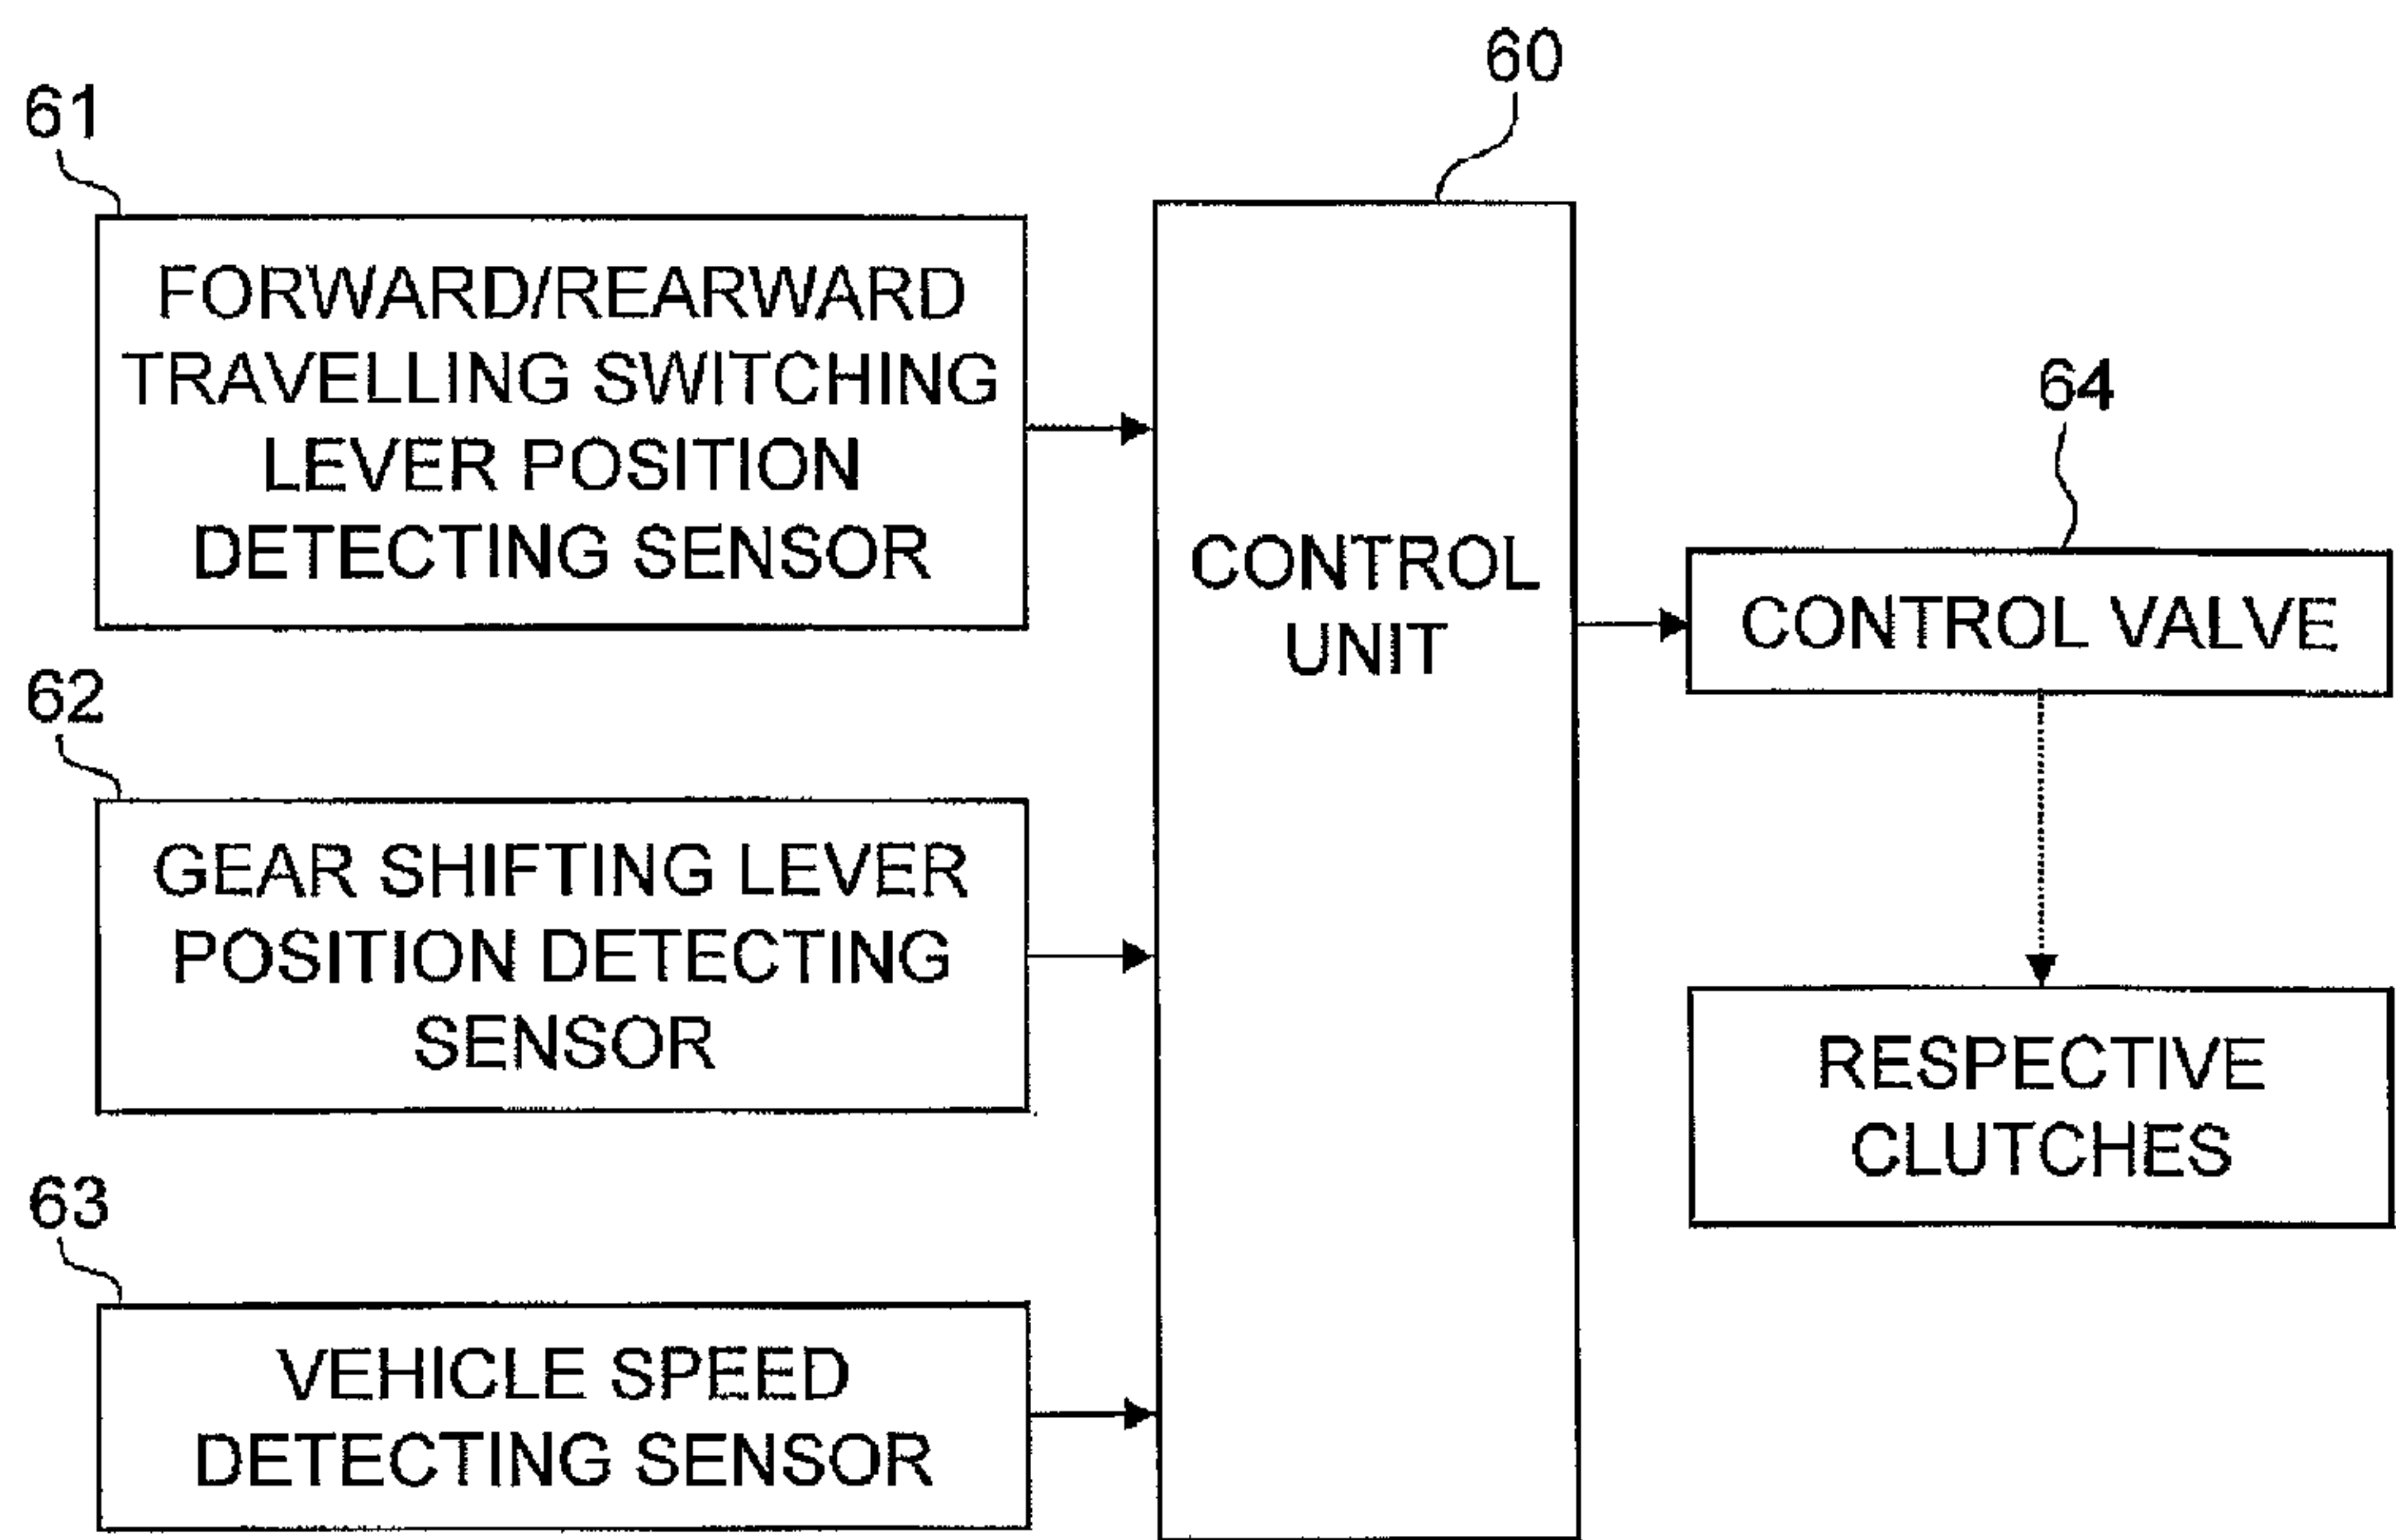 60
61
FORWARD/REARWARD
TRAVELLING SWITCHING
LEVER POSITION
DETECTING SENSOR
62
GEAR SHIFTING LEVER
POSITION DETECTING
SENSOR
63
VEHICLE SPEED
DETECTING SENSOR
CONTROL
UNIT
64
CONTROL VALVE
RESPECTIVE
CLUTCHES